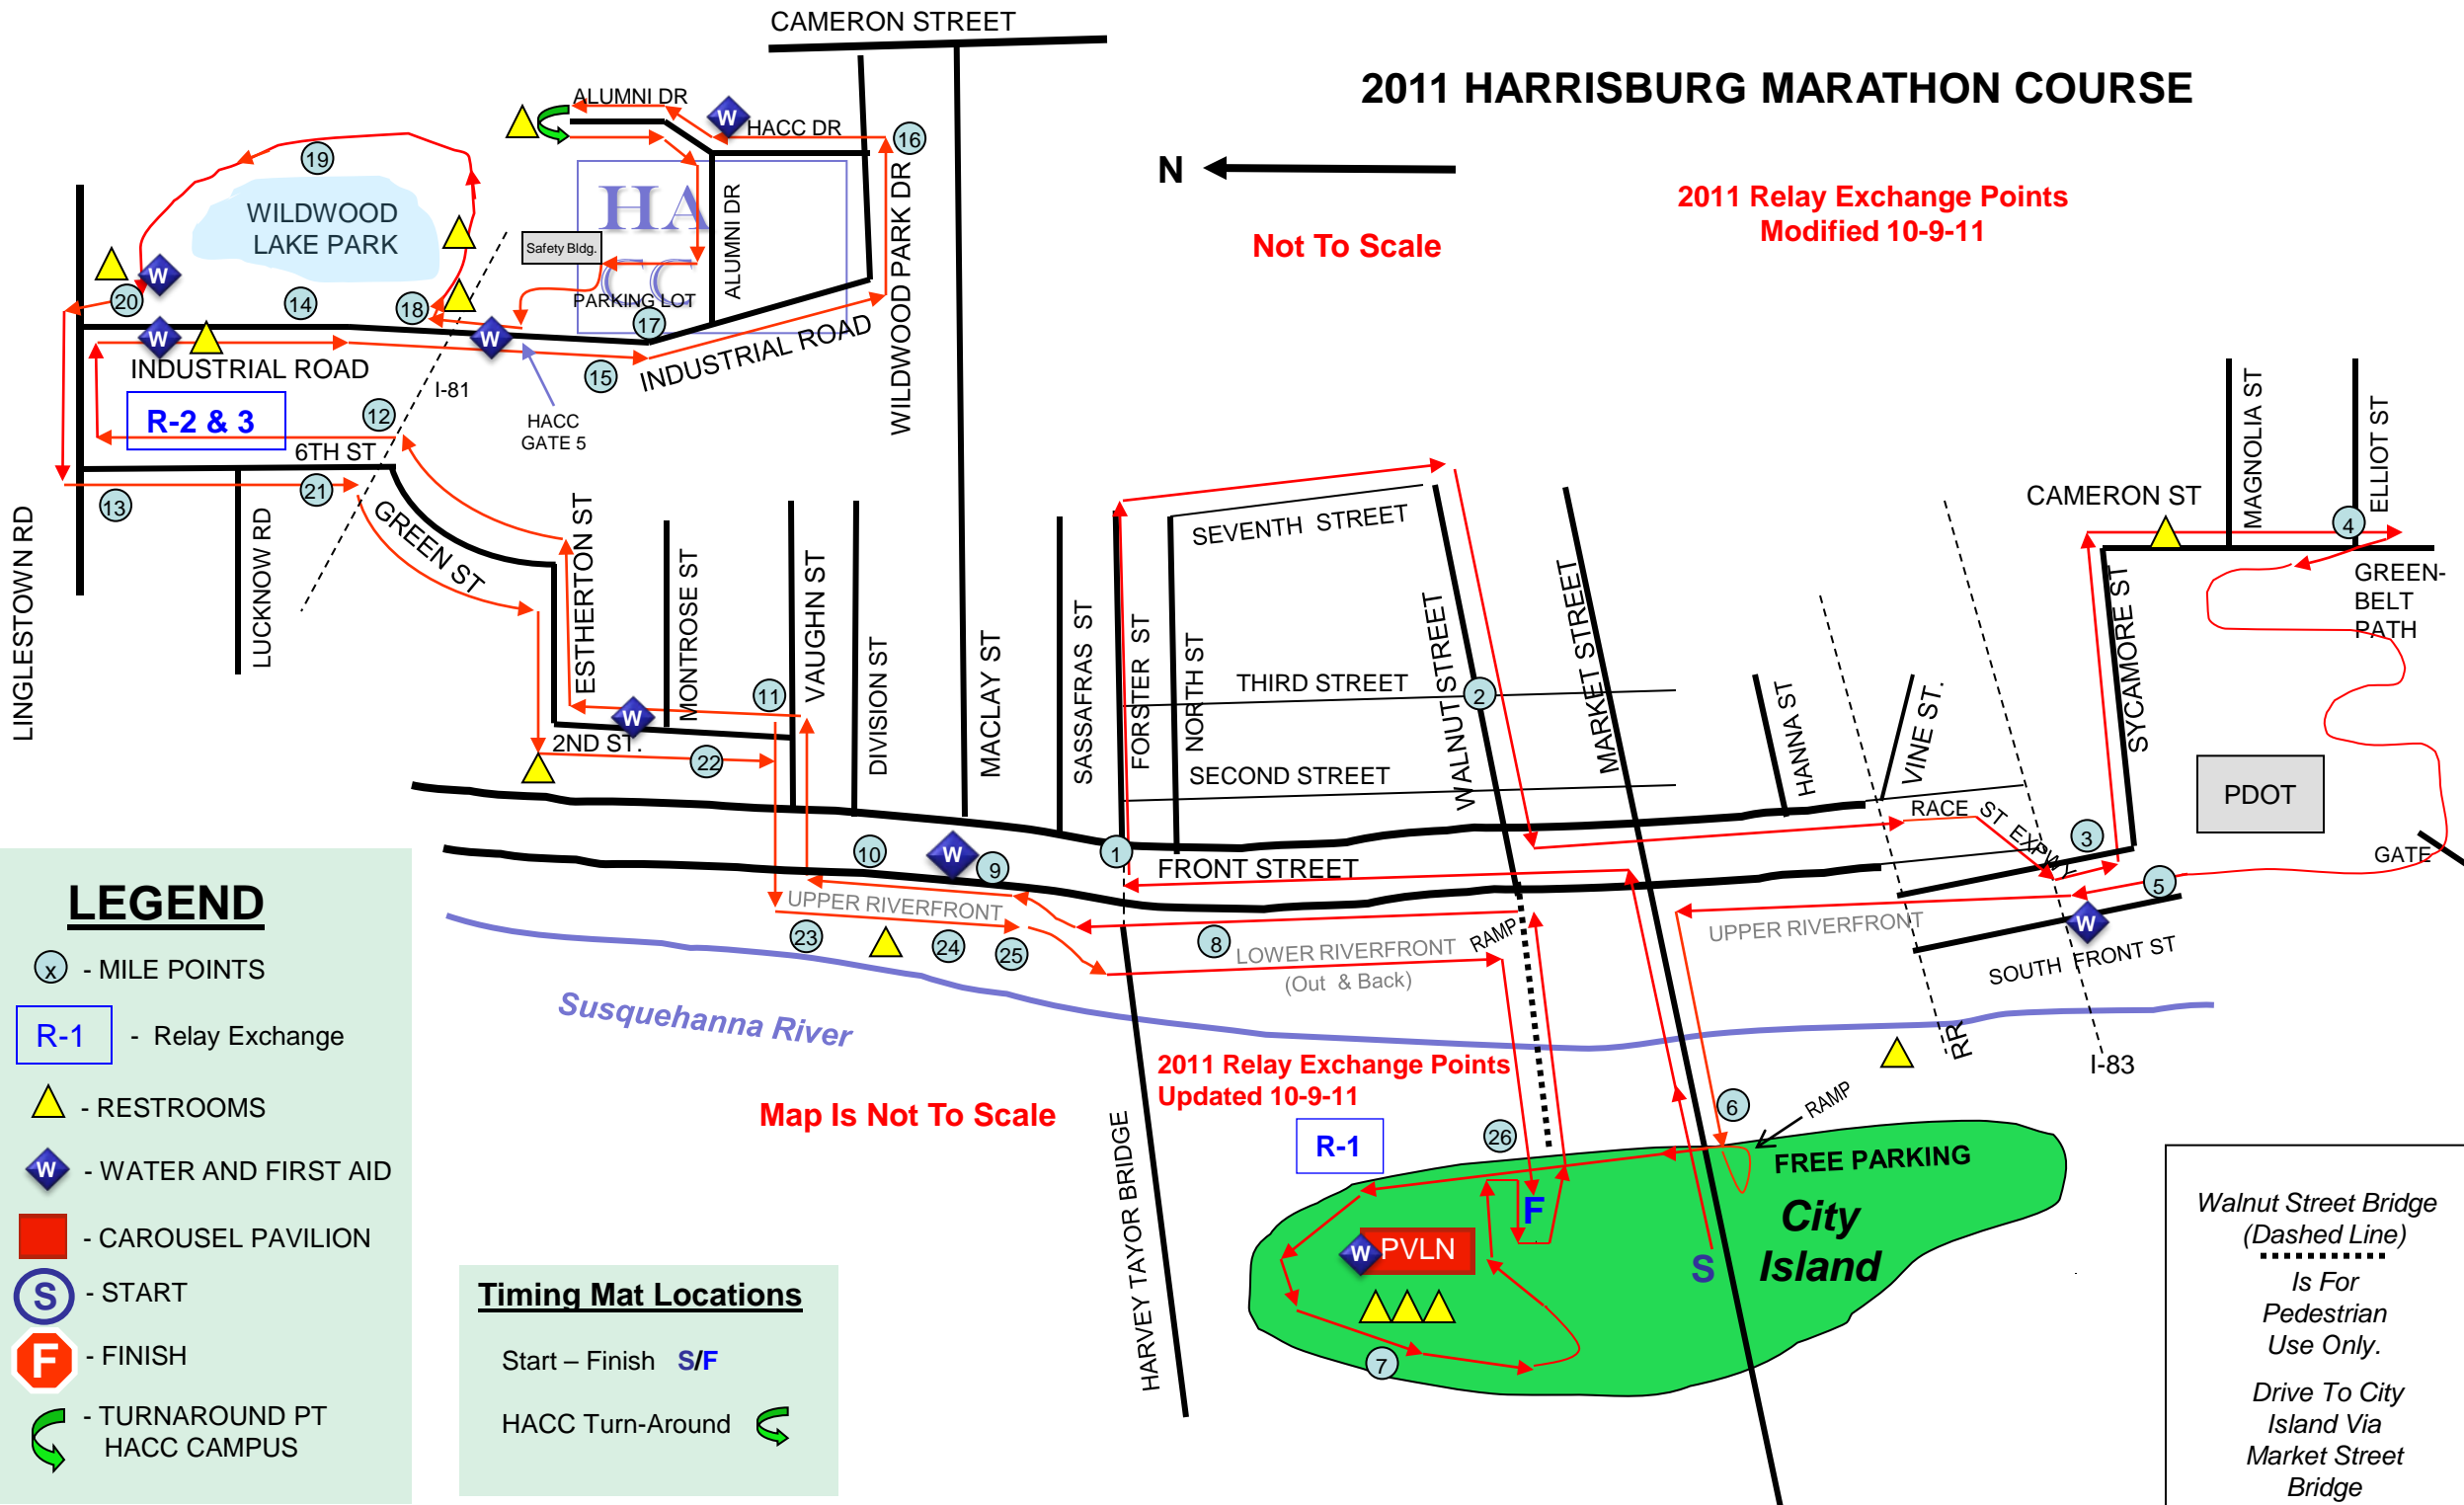 CAMERON STREET
2011 HARRISBURG MARATHON COURSE
N
2011 Relay Exchange Points
Modified 10-9-11
Not To Scale
ALUMNI DR
W
HACC DR
16
19
WILDWOOD
LAKE PARK
HA
CC
Safety Bldg.
ALUMNI DR
PARKING LOT
WILDWOOD PARK DR
W
20
14
18
17
W
W
INDUSTRIAL ROAD
INDUSTRIAL ROAD
15
I-81
R-2 & 3
12
HACC
GATE 5
6TH ST
21
13
LINGLESTOWN RD
LUCKNOW RD
GREEN ST
ESTHERTON ST
MONTROSE ST
VAUGHN ST
DIVISION ST
MACLAY ST
SASSAFRAS ST
FORSTER ST
NORTH ST
SEVENTH STREET
THIRD STREET
SECOND STREET
WALNUT STREET
2
MARKET STREET
HANNA ST
VINE ST.
CAMERON ST
MAGNOLIA ST
ELLIOT ST
4
GREEN-
BELT
PATH
SYCAMORE ST
PDOT
GATE
RACE ST EXPWY
3
5
W
11
W
2ND ST.
22
10
W
9
1
FRONT STREET
UPPER RIVERFRONT
23
24
25
8
LOWER RIVERFRONT
(Out & Back)
RAMP
UPPER RIVERFRONT
SOUTH FRONT ST
RR
I-83
Susquehanna River
2011 Relay Exchange Points
Updated 10-9-11
Map Is Not To Scale
HARVEY TAYOR BRIDGE
R-1
26
6
RAMP
FREE PARKING
City
Island
F
S
W
PVLN
7
LEGEND
x - MILE POINTS
R-1 - Relay Exchange
- RESTROOMS
W - WATER AND FIRST AID
- CAROUSEL PAVILION
S - START
F - FINISH
- TURNAROUND PT
HACC CAMPUS
Timing Mat Locations
Start – Finish S/F
HACC Turn-Around
Walnut Street Bridge
(Dashed Line)
Is For
Pedestrian
Use Only.
Drive To City
Island Via
Market Street
Bridge